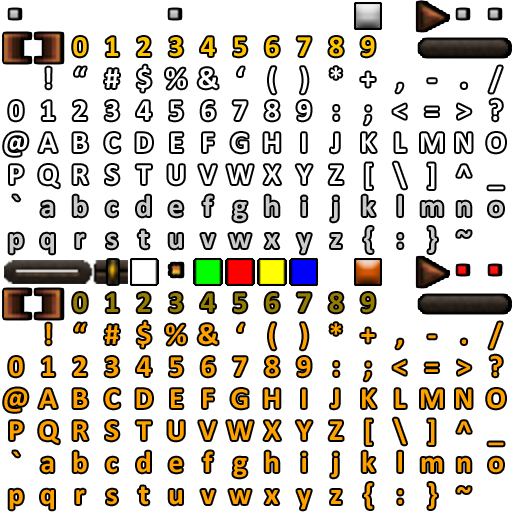 0 1 2 3 4 5 6 7 8 9
! “ # $ % & ‘ ( ) * + , - . /
0 1 2 3 4 5 6 7 8 9 : ; < = > ?
@ A B C D E F G H I J K L M N O
P Q R S T U V W X Y Z [ \ ] ^ _
` a b c d e f g h i j k l m n o
p q r s t u v w x y z { : } ~
0 1 2 3 4 5 6 7 8 9
! “ # $ % & ‘ ( ) * + , - . /
0 1 2 3 4 5 6 7 8 9 : ; < = > ?
@ A B C D E F G H I J K L M N O
P Q R S T U V W X Y Z [ \ ] ^ _
` a b c d e f g h i j k l m n o
p q r s t u v w x y z { : } ~